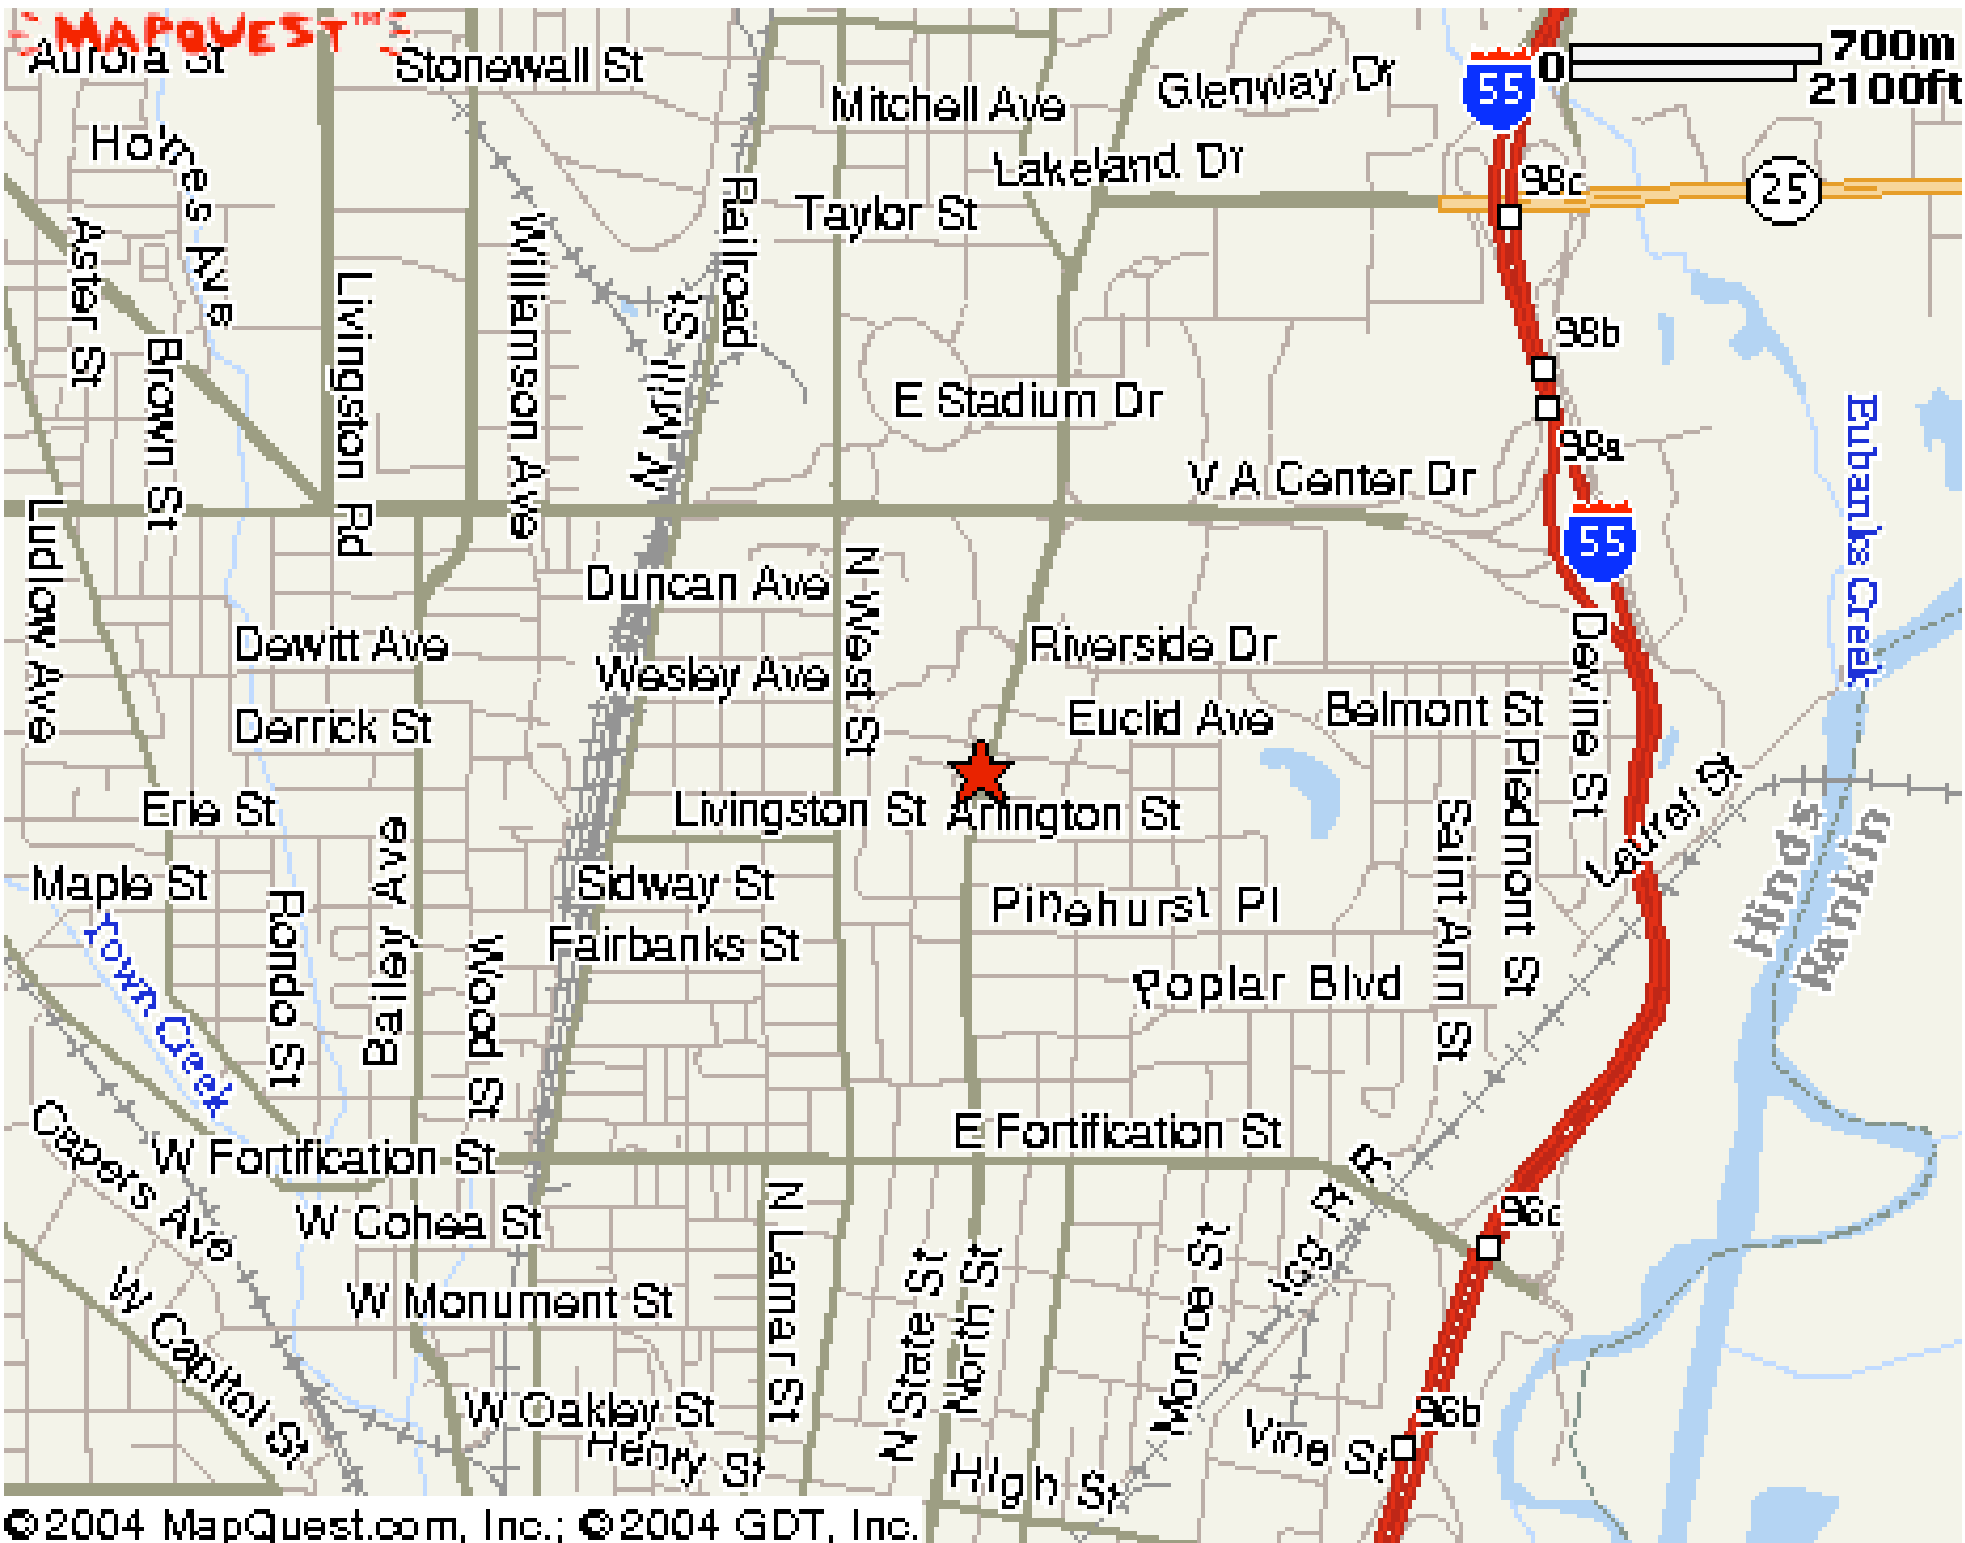 MAPQUEST™
700m
0
2100ft
Aurora St
Stonewall St
Mitchell Ave
Glenway Dr
55
Holmes Ave
Lakeland Dr
98c
25
Taylor St
Railroad
Aster St
Williamson Ave
Livingston Rd
N Mill St
98b
Brown St
E Stadium Dr
98a
Eubanks Creek
V A Center Dr
Ludlow Ave
55
N West St
Duncan Ave
Dewitt Ave
Riverside Dr
Devine St
Wesley Ave
Derrick St
Euclid Ave
Belmont St
Piedmont St
Laurel St
Erie St
Livingston St
Arlington St
Saint Ann St
Hinds
Rankin
Bailey Ave
Maple St
Sidway St
Rondo St
Pinehurst Pl
Town Creek
Wood St
Fairbanks St
Poplar Blvd
Capers Ave
W Fortification St
E Fortification St
Icg R R
W Cohea St
N Lamar St
96c
N State St
North St
Monroe St
W Capitol St
W Monument St
W Oakley St
96b
Henry St
Vine St
High St
©2004 MapQuest.com, Inc.; ©2004 GDT, Inc.